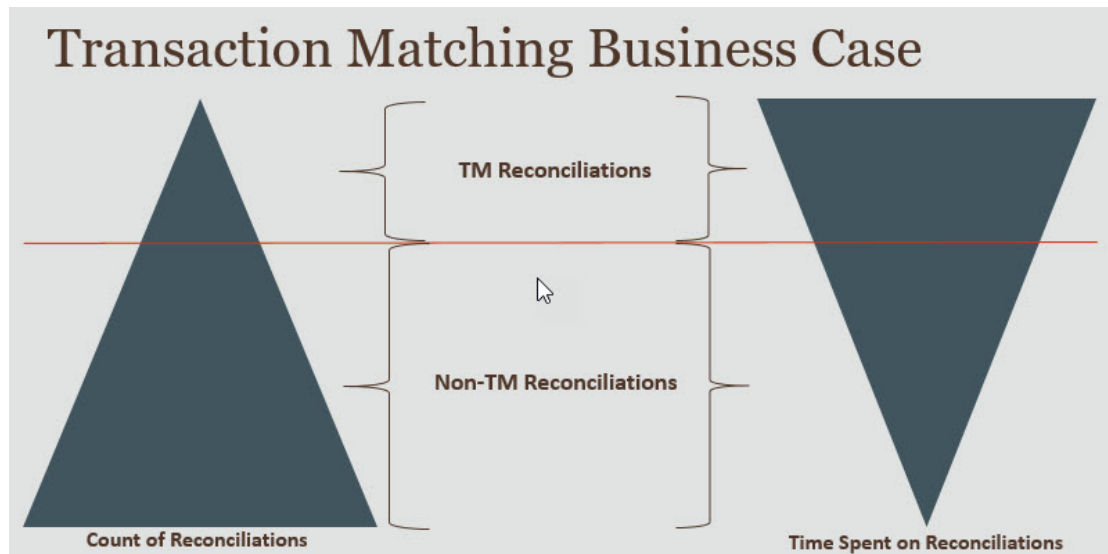 Transaction Matching Business Case
TM Reconciliations
Non-TM Reconciliations
Count of Reconciliations
Time Spent on Reconciliations